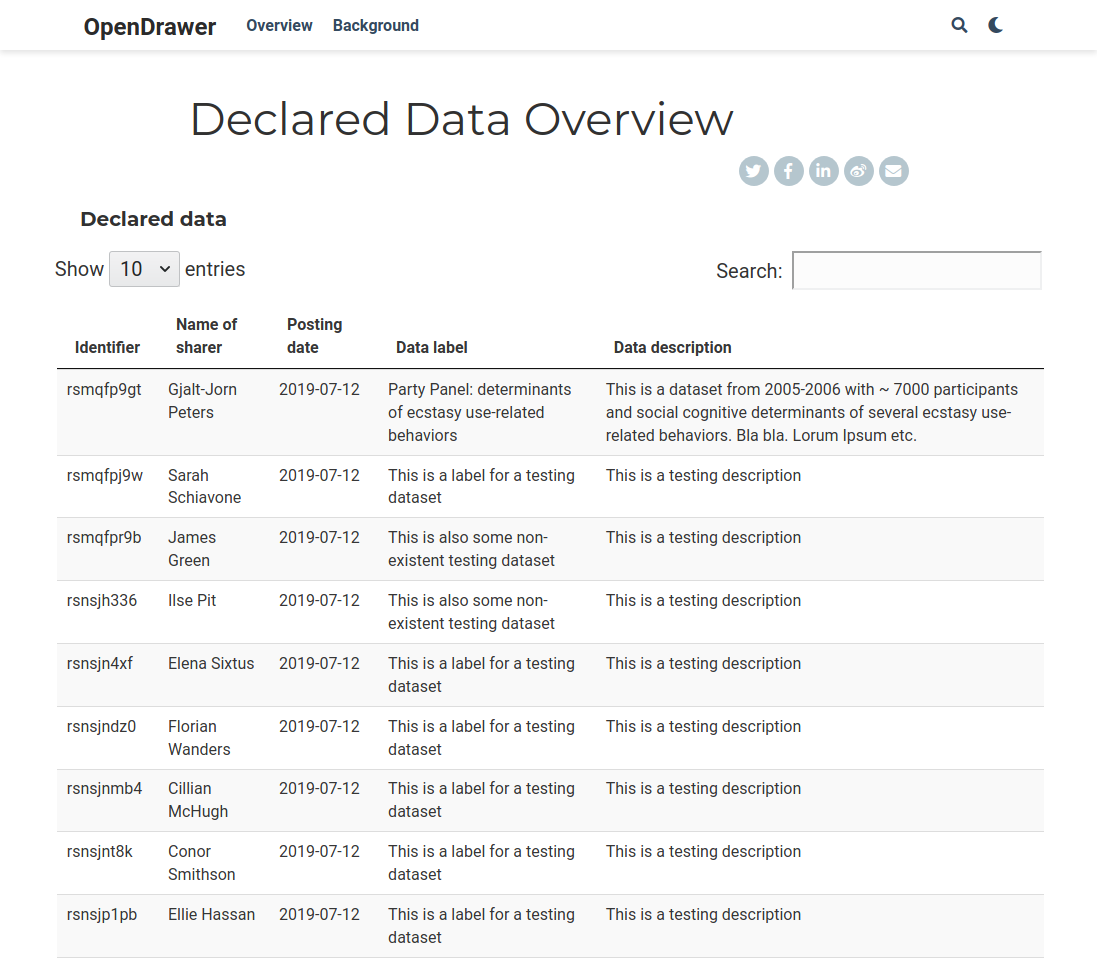 OpenDrawer Overview Background
Declared Data Overview
Declared data
Show 10 entries Search:
Identifier Name of sharer Posting date Data label Data description
rsmqfp9gt Gjalt-Jorn 2019-07-12 Party Panel: determinants This is a dataset from 2005-2006 with ~ 7000 participants
Peters of ecstasy use-related and social cognitive determinants of several ecstasy use-
behaviors related behaviors. Bla bla. Lorum Ipsum etc.
rsmqfpj9w Sarah 2019-07-12 This is a label for a testing This is a testing description
Schiavone dataset
rsmqfpr9b James 2019-07-12 This is also some non- This is a testing description
Green existent testing dataset
rsnsjh336 Ilse Pit 2019-07-12 This is also some non- This is a testing description
existent testing dataset
rsnsjn4xf Elena Sixtus 2019-07-12 This is a label for a testing This is a testing description
dataset
rsnsjndz0 Florian 2019-07-12 This is a label for a testing This is a testing description
Wanders dataset
rsnsjnmb4 Cillian 2019-07-12 This is a label for a testing This is a testing description
McHugh dataset
rsnsjnt8k Conor 2019-07-12 This is a label for a testing This is a testing description
Smithson dataset
rsnsjp1pb Ellie Hassan 2019-07-12 This is a label for a testing This is a testing description
dataset